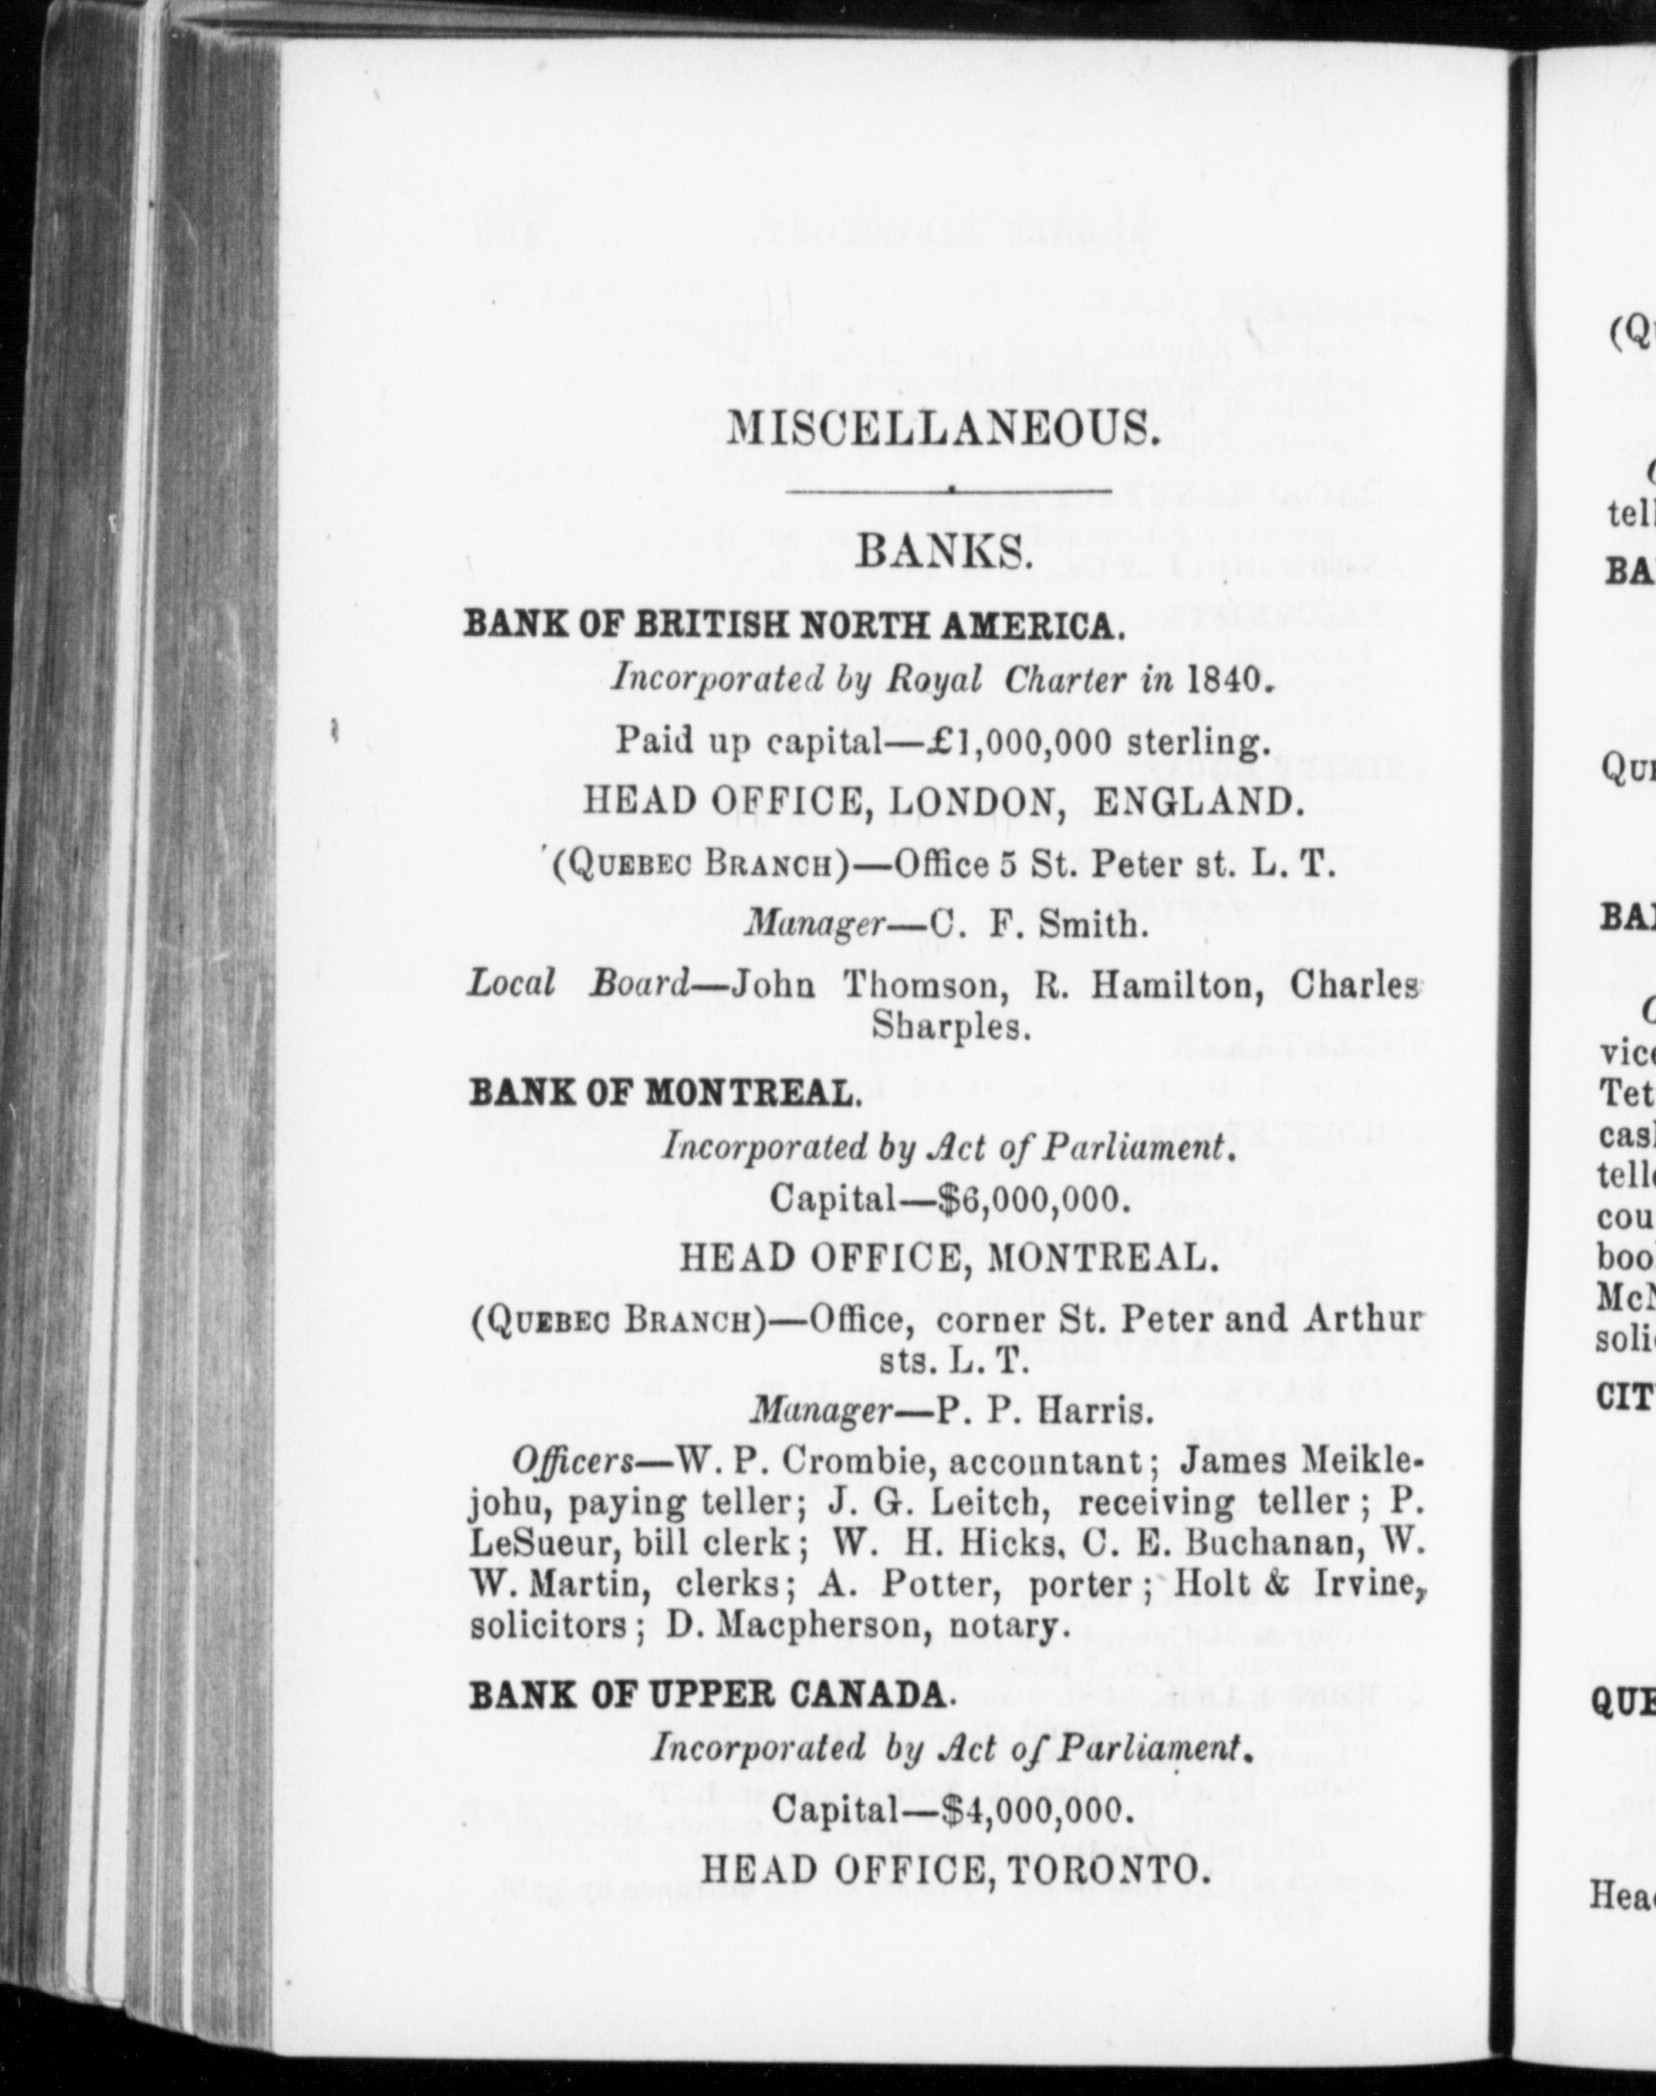 MISCELLANEOUS.
BANKS.
BANK OF BRITISH NORTH AMERICA.
Incorporated by Royal Charter in 1840.
Paid up capital—£1,000,000 sterling.
HEAD OFFICE, LONDON, ENGLAND.
(QUEBEC BRANCH)—Office 5 St. Peter st. L. T.
Manager—C. F. Smith.
Local Board—John Thomson, R. Hamilton, Charles
Sharples.
BANK OF MONTREAL.
Incorporated by Act of Parliament.
Capital—$6,000,000.
HEAD OFFICE, MONTREAL.
(QUEBEC BRANCH)—Office, corner St. Peter and Arthur
sts. L. T.
Manager—P. P. Harris.
Officers—W. P. Crombie, accountant; James Meikle-
johu, paying teller; J. G. Leitch, receiving teller; P.
LeSueur, bill clerk; W. H. Hicks, C. E. Buchanan, W.
W. Martin, clerks; A. Potter, porter; Holt & Irvine,
solicitors; D. Macpherson, notary.
BANK OF UPPER CANADA.
Incorporated by Act of Parliament.
Capital—$4,000,000.
HEAD OFFICE, TORONTO.